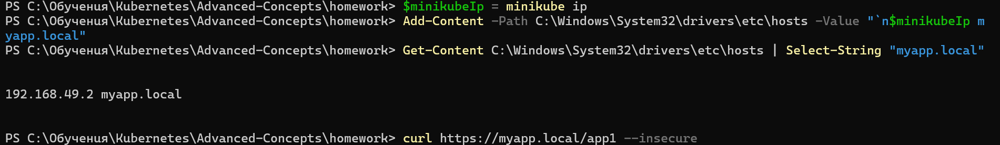 PS C:\Обучения\Kubernetes\Advanced-Concepts\homework> $minikubeIp = minikube ip
PS C:\Обучения\Kubernetes\Advanced-Concepts\homework> Add-Content -Path C:\Windows\System32\drivers\etc\hosts -Value "`n$minikubeIp m
yapp.local"
PS C:\Обучения\Kubernetes\Advanced-Concepts\homework> Get-Content C:\Windows\System32\drivers\etc\hosts | Select-String "myapp.local"
192.168.49.2 myapp.local
PS C:\Обучения\Kubernetes\Advanced-Concepts\homework> curl https://myapp.local/app1 --insecure